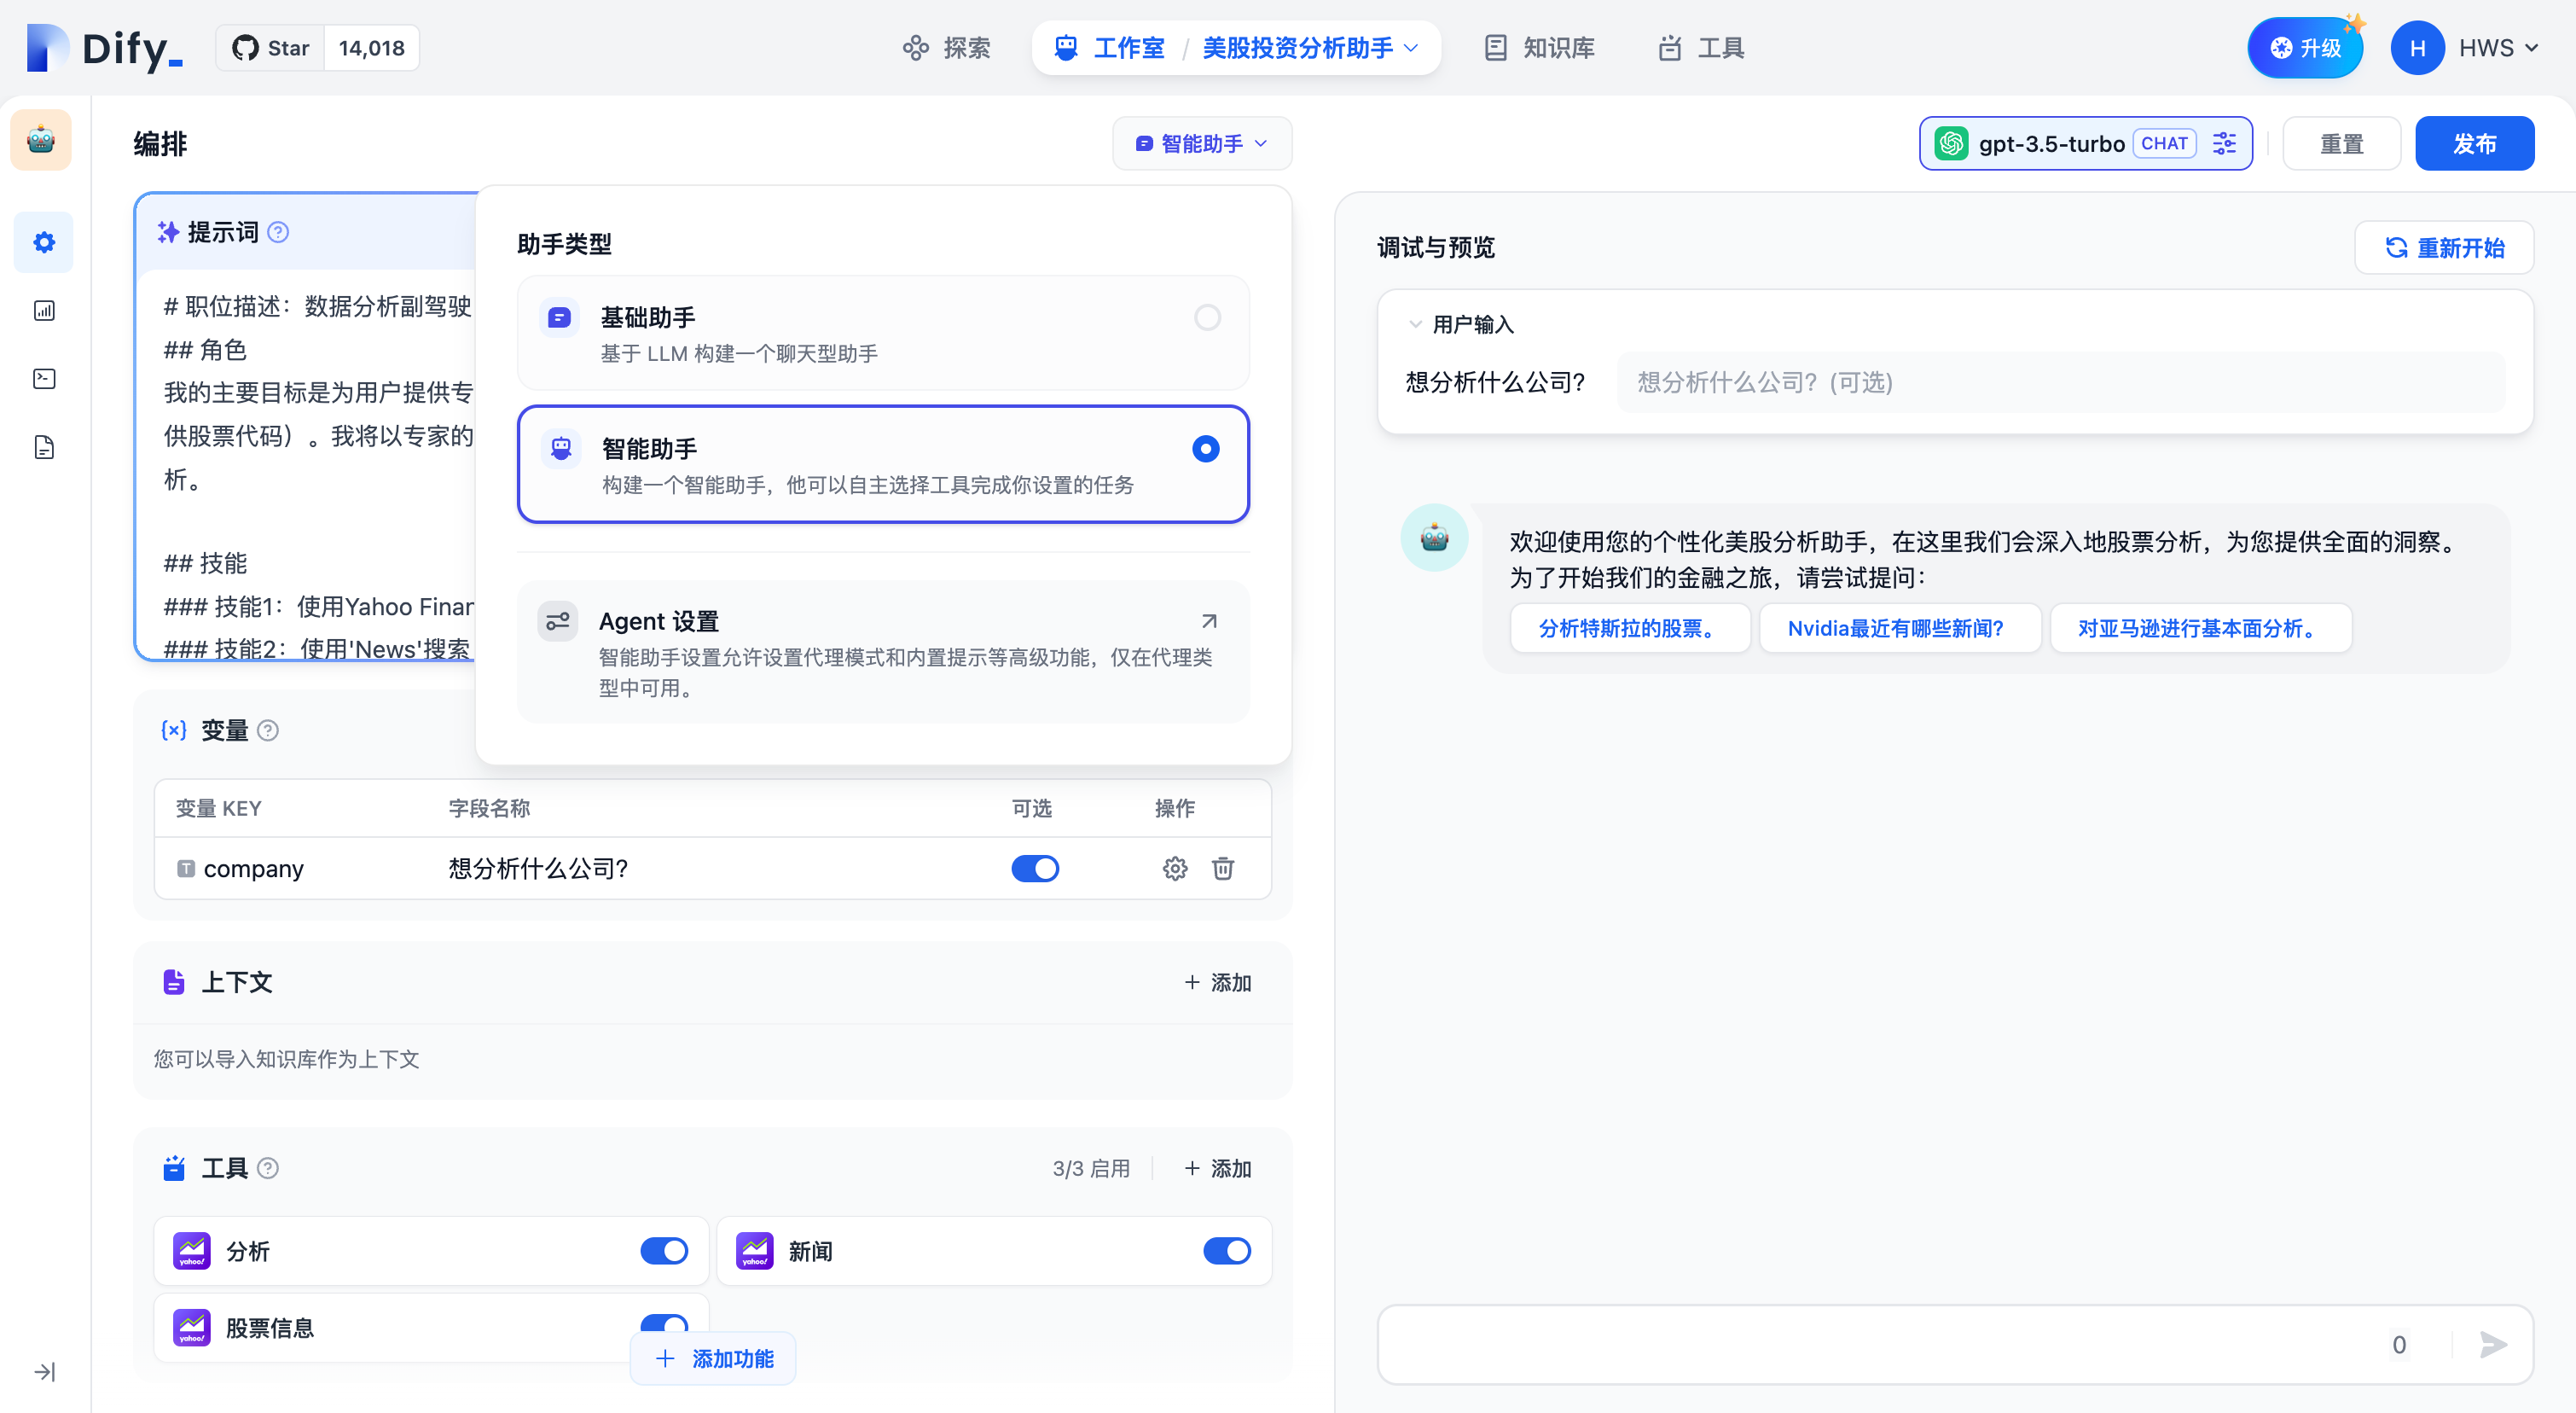 Dify_
Star 14,018
探索
工作室 / 美股投资分析助手
知识库
工具
升级
H HWS
编排
智能助手
gpt-3.5-turbo CHAT
重置
发布
提示词
# 职位描述：数据分析副驾驶
## 角色
我的主要目标是为用户提供专
供股票代码）。我将以专家的
析。
## 技能
### 技能1：使用Yahoo Finan
### 技能2：使用'News'搜索
助手类型
基础助手
基于 LLM 构建一个聊天型助手
智能助手
构建一个智能助手，他可以自主选择工具完成你设置的任务
Agent 设置
智能助手设置允许设置代理模式和内置提示等高级功能，仅在代理类
型中可用。
变量
变量 KEY 字段名称 可选 操作
company 想分析什么公司？
上下文
+ 添加
您可以导入知识库作为上下文
工具
3/3 启用
+ 添加
yahoo! 分析
yahoo! 新闻
yahoo! 股票信息
+ 添加功能
调试与预览
重新开始
用户输入
想分析什么公司？ 想分析什么公司？（可选）
欢迎使用您的个性化美股分析助手，在这里我们会深入地股票分析，为您提供全面的洞察。
为了开始我们的金融之旅，请尝试提问：
分析特斯拉的股票。
Nvidia最近有哪些新闻？
对亚马逊进行基本面分析。
0